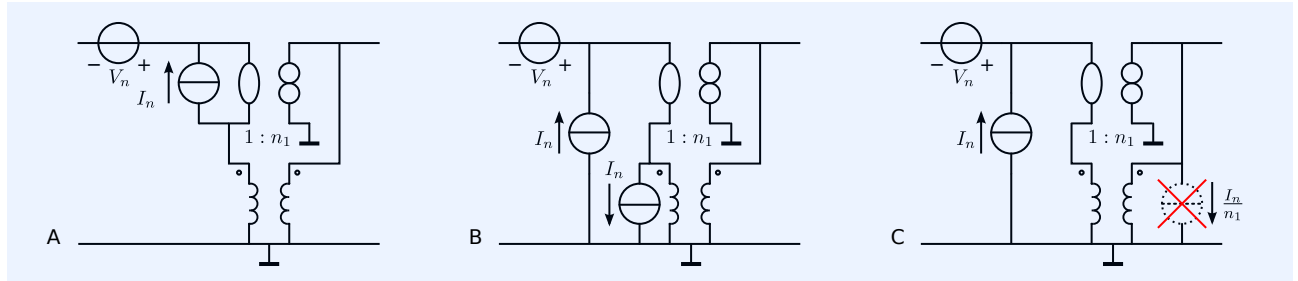 − V_n +
I_n
1 : n_1
A
− V_n +
I_n
1 : n_1
I_n
B
− V_n +
I_n
1 : n_1
I_n/n_1
C